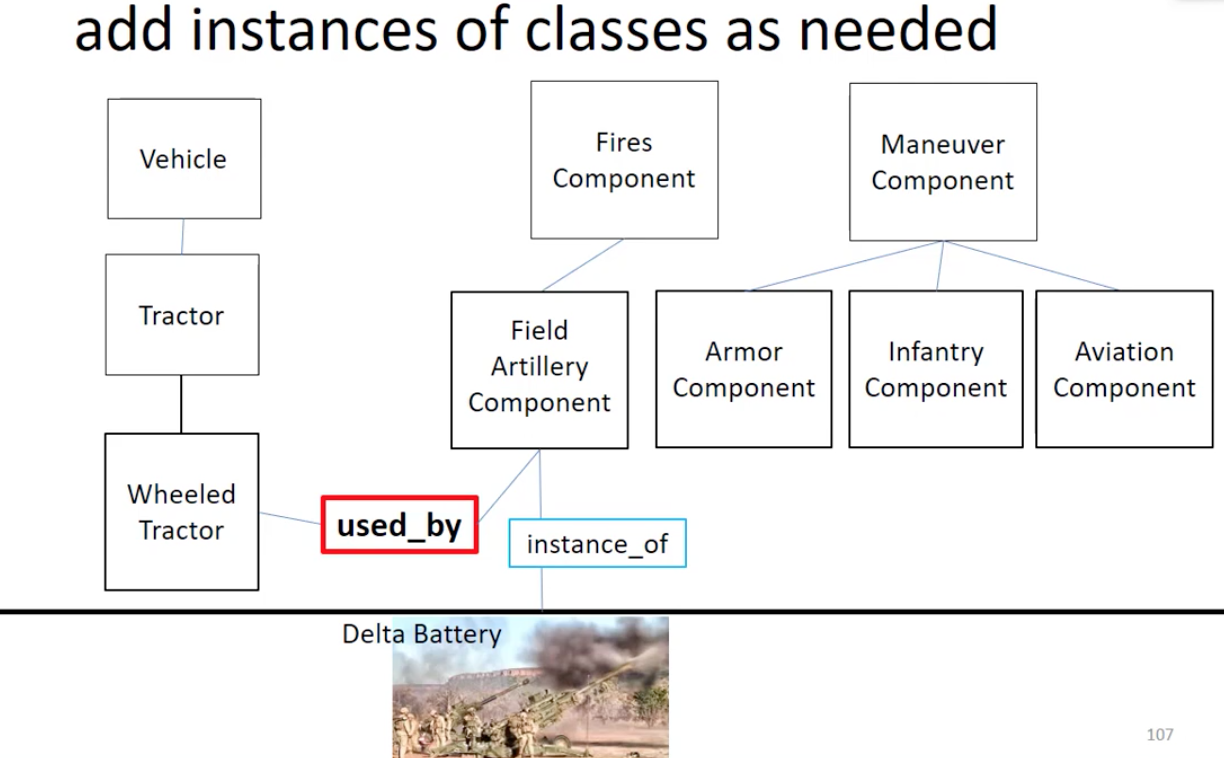 add instances of classes as needed
Vehicle
Fires
Component
Maneuver
Component
Tractor
Field
Artillery
Component
Armor
Component
Infantry
Component
Aviation
Component
Wheeled
Tractor
used_by
instance_of
Delta Battery
107